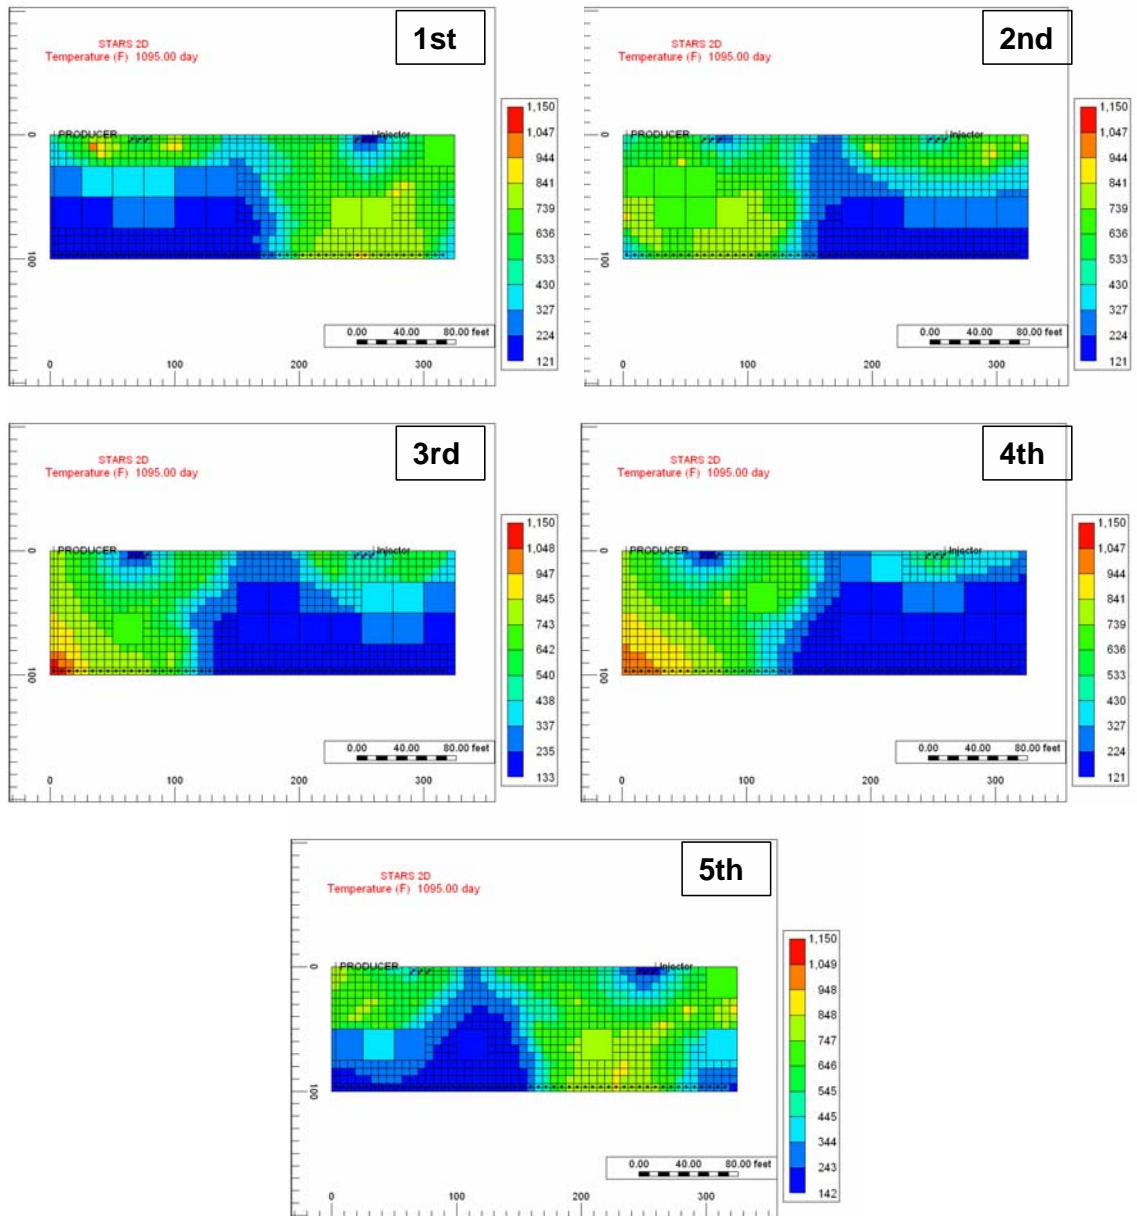 1st
STARS 2D
Temperature (F) 1095.00 day
PRODUCER
Injector
0
100
1,150
1,047
944
841
739
636
533
430
327
224
121
0.00 40.00 80.00 feet
0 100 200 300
2nd
STARS 2D
Temperature (F) 1095.00 day
PRODUCER
Injector
0
100
1,150
1,047
944
841
739
636
533
430
327
224
121
0.00 40.00 80.00 feet
0 100 200 300
3rd
STARS 2D
Temperature (F) 1095.00 day
PRODUCER
Injector
0
100
1,150
1,048
947
845
743
642
540
438
337
235
133
0.00 40.00 80.00 feet
0 100 200 300
4th
STARS 2D
Temperature (F) 1095.00 day
PRODUCER
Injector
0
100
1,150
1,047
944
841
739
636
533
430
327
224
121
0.00 40.00 80.00 feet
0 100 200 300
5th
STARS 2D
Temperature (F) 1095.00 day
PRODUCER
Injector
0
100
1,150
1,049
948
848
747
646
545
445
344
243
142
0.00 40.00 80.00 feet
0 100 200 300